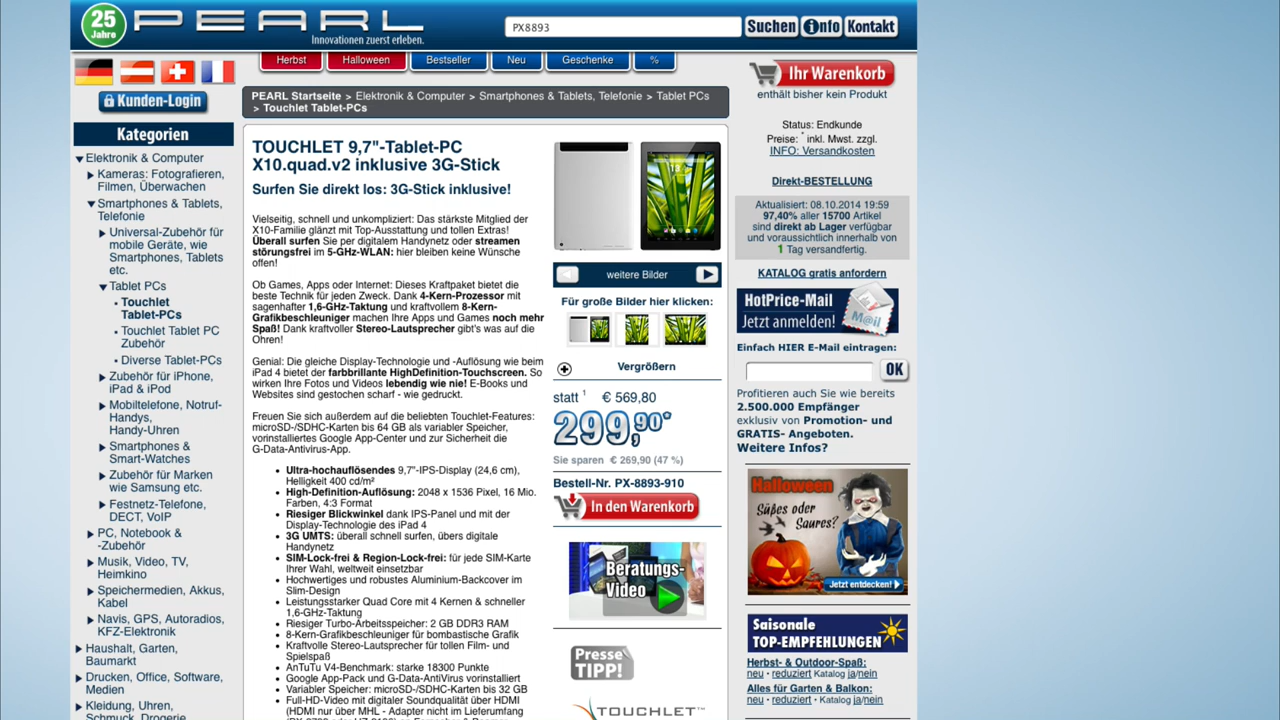 25
Jahre
PEARL
Innovationen zuerst erleben.
PX8893
Suchen
info
Kontakt
Herbst
Halloween
Bestseller
Neu
Geschenke
%
Kunden-Login
Kategorien
Elektronik & Computer
Kameras: Fotografieren,
Filmen, Überwachen
Smartphones & Tablets,
Telefonie
Universal-Zubehör für
mobile Geräte, wie
Smartphones, Tablets
etc.
Tablet PCs
Touchlet
Tablet-PCs
Touchlet Tablet PC
Zubehör
Diverse Tablet-PCs
Zubehör für iPhone,
iPad & iPod
Mobiltelefone, Notruf-
Handys,
Handy-Uhren
Smartphones &
Smart-Watches
Zubehör für Marken
wie Samsung etc.
Festnetz-Telefone,
DECT, VoIP
PC, Notebook &
-Zubehör
Musik, Video, TV,
Heimkino
Speichermedien, Akkus,
Kabel
Navis, GPS, Autoradios,
KFZ-Elektronik
Haushalt, Garten,
Baumarkt
Drucken, Office, Software,
Medien
Kleidung, Uhren,
Schmuck, Drogerie
PEARL Startseite > Elektronik & Computer > Smartphones & Tablets, Telefonie > Tablet PCs
> Touchlet Tablet-PCs
TOUCHLET 9,7"-Tablet-PC
X10.quad.v2 inklusive 3G-Stick
Surfen Sie direkt los: 3G-Stick inklusive!
Vielseitig, schnell und unkompliziert: Das stärkste Mitglied der
X10-Familie glänzt mit Top-Ausstattung und tollen Extras!
Überall surfen Sie per digitalem Handynetz oder streamen
störungsfrei im 5-GHz-WLAN: hier bleiben keine Wünsche
offen!
Ob Games, Apps oder Internet: Dieses Kraftpaket bietet die
beste Technik für jeden Zweck. Dank 4-Kern-Prozessor mit
sagenhafter 1,6-GHz-Taktung und kraftvollem 8-Kern-
Grafikbeschleuniger machen Ihre Apps und Games noch mehr
Spaß! Dank kraftvoller Stereo-Lautsprecher gibt's was auf die
Ohren!
Genial: Die gleiche Display-Technologie und -Auflösung wie beim
iPad 4 bietet der farbbrillante HighDefinition-Touchscreen. So
wirken Ihre Fotos und Videos lebendig wie nie! E-Books und
Websites sind gestochen scharf - wie gedruckt.
Freuen Sie sich außerdem auf die beliebten Touchlet-Features:
microSD-/SDHC-Karten bis 64 GB als variabler Speicher,
vorinstalliertes Google App-Center und zur Sicherheit die
G-Data-Antivirus-App.
Ultra-hochauflösendes 9,7"-IPS-Display (24,6 cm),
Helligkeit 400 cd/m²
High-Definition-Auflösung: 2048 x 1536 Pixel, 16 Mio.
Farben, 4:3 Format
Riesiger Blickwinkel dank IPS-Panel und mit der
Display-Technologie des iPad 4
3G UMTS: überall schnell surfen, übers digitale
Handynetz
SIM-Lock-frei & Region-Lock-frei: für jede SIM-Karte
Ihrer Wahl, weltweit einsetzbar
Hochwertiges und robustes Aluminium-Backcover im
Slim-Design
Leistungsstarker Quad Core mit 4 Kernen & schneller
1,6-GHz-Taktung
Riesiger Turbo-Arbeitsspeicher: 2 GB DDR3 RAM
8-Kern-Grafikbeschleuniger für bombastische Grafik
Kraftvolle Stereo-Lautsprecher für tollen Film- und
Spielspaß
AnTuTu V4-Benchmark: starke 18300 Punkte
Google App-Pack und G-Data-AntiVirus vorinstalliert
Variabler Speicher: microSD-/SDHC-Karten bis 32 GB
Full-HD-Video mit digitaler Soundqualität über HDMI
(HDMI nur über MHL - Adapter nicht im Lieferumfang
weitere Bilder
Für große Bilder hier klicken:
Vergrößern
statt ¹ € 569,80
299,90*
Sie sparen € 269,90 (47 %)
Bestell-Nr. PX-8893-910
In den Warenkorb
Beratungs-
Video
Presse
TIPP!
TOUCHLET™
Ihr Warenkorb
enthält bisher kein Produkt
Status: Endkunde
Preise: * inkl. Mwst. zzgl.
INFO: Versandkosten
Direkt-BESTELLUNG
Aktualisiert: 08.10.2014 19:59
97,40% aller 15700 Artikel
sind direkt ab Lager verfügbar
und voraussichtlich innerhalb von
1 Tag versandfertig.
KATALOG gratis anfordern
HotPrice-Mail
Jetzt anmelden!
M@il
Einfach HIER E-Mail eintragen:
OK
Profitieren auch Sie wie bereits
2.500.000 Empfänger
exklusiv von Promotion- und
GRATIS- Angeboten.
Weitere Infos?
Halloween
Süßes oder
Saures?
Jetzt entdecken!
Saisonale
TOP-EMPFEHLUNGEN
Herbst- & Outdoor-Spaß:
neu - reduziert Katalog ja/nein
Alles für Garten & Balkon:
neu - reduziert Katalog ja/nein